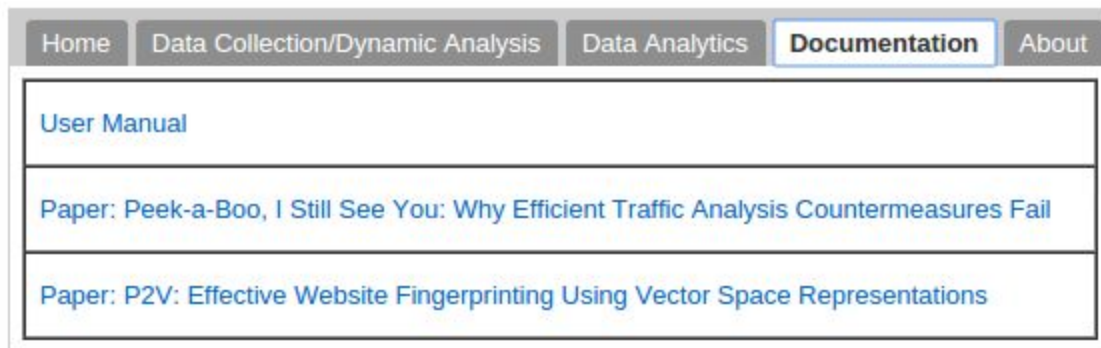 Home Data Collection/Dynamic Analysis Data Analytics Documentation About
User Manual
Paper: Peek-a-Boo, I Still See You: Why Efficient Traffic Analysis Countermeasures Fail
Paper: P2V: Effective Website Fingerprinting Using Vector Space Representations